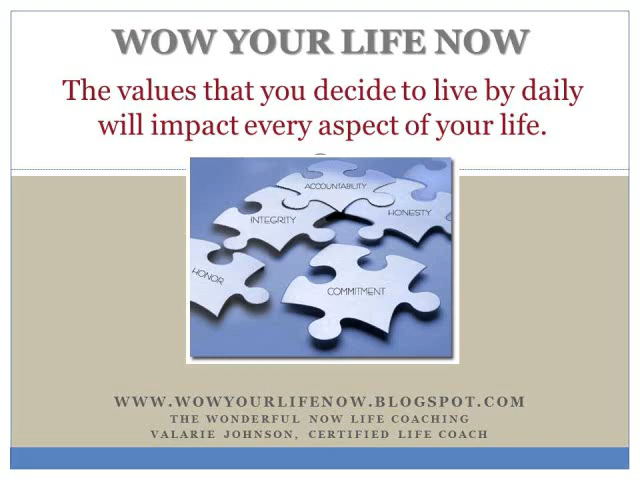 WOW YOUR LIFE NOW
The values that you decide to live by daily
will impact every aspect of your life.
ACCOUNTABILITY
INTEGRITY
HONESTY
HONOR
COMMITMENT
WWW.WOWYOURLIFENOW.BLOGSPOT.COM
THE WONDERFUL NOW LIFE COACHING
VALARIE JOHNSON, CERTIFIED LIFE COACH